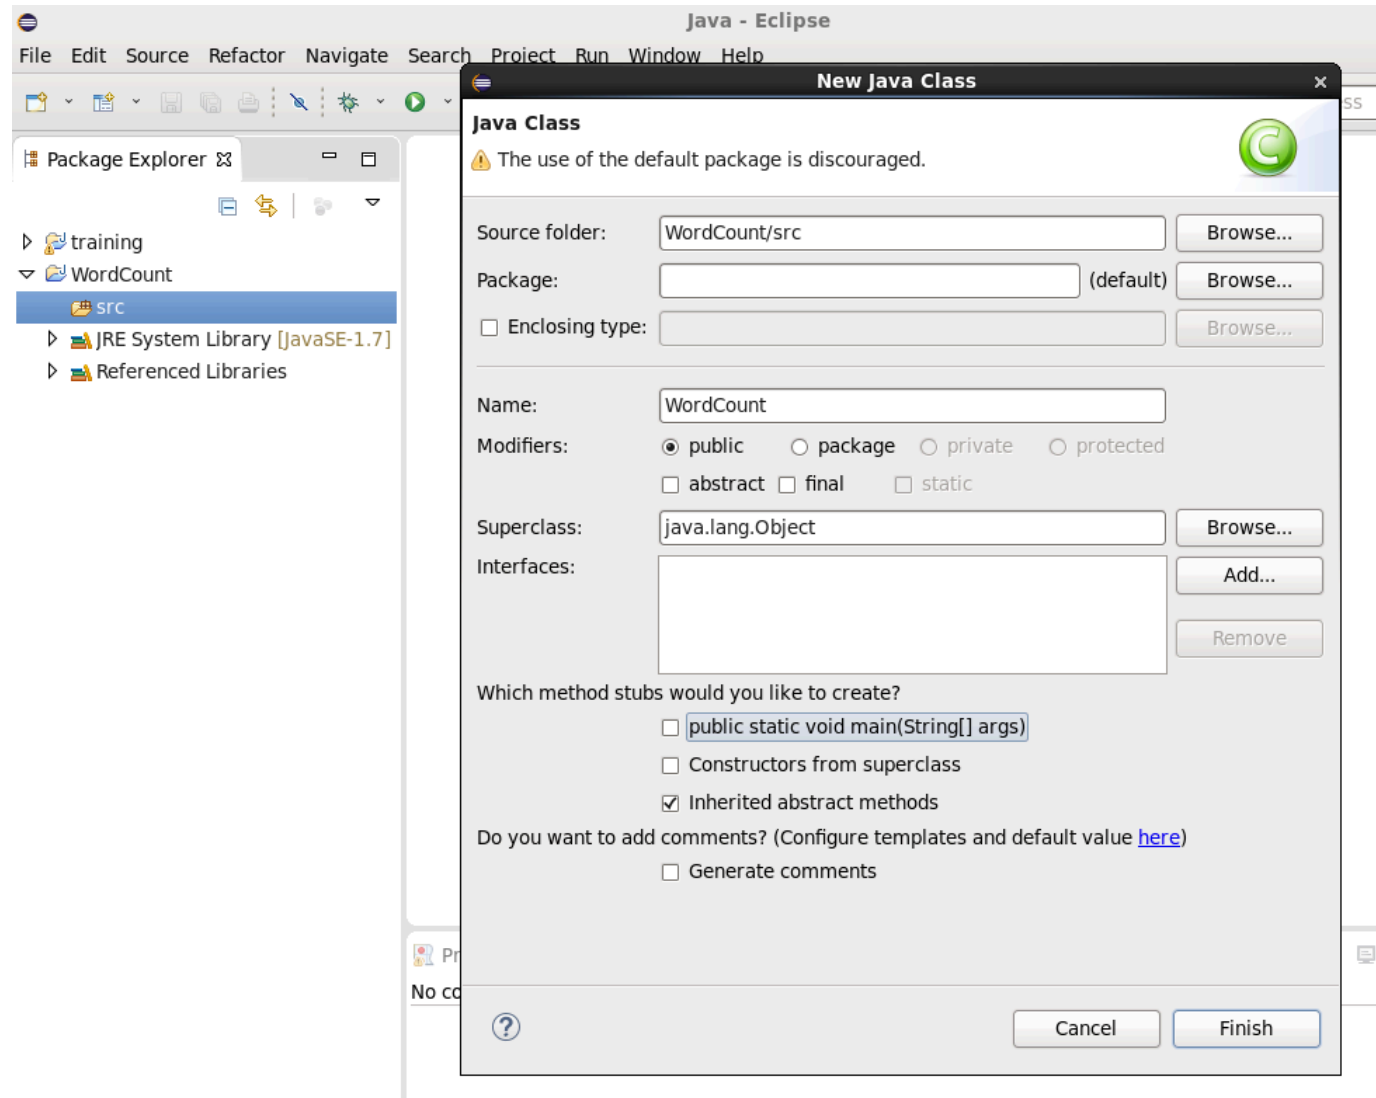 Java - Eclipse
File Edit Source Refactor Navigate Search Project Run Window Help
New Java Class
Java Class
The use of the default package is discouraged.
Package Explorer
training
WordCount
src
JRE System Library [JavaSE-1.7]
Referenced Libraries
Source folder: WordCount/src Browse...
Package: (default) Browse...
Enclosing type: Browse...
Name: WordCount
Modifiers: public package private protected
abstract final static
Superclass: java.lang.Object Browse...
Interfaces: Add...
Remove
Which method stubs would you like to create?
public static void main(String[] args)
Constructors from superclass
Inherited abstract methods
Do you want to add comments? (Configure templates and default value here)
Generate comments
No
Cancel Finish